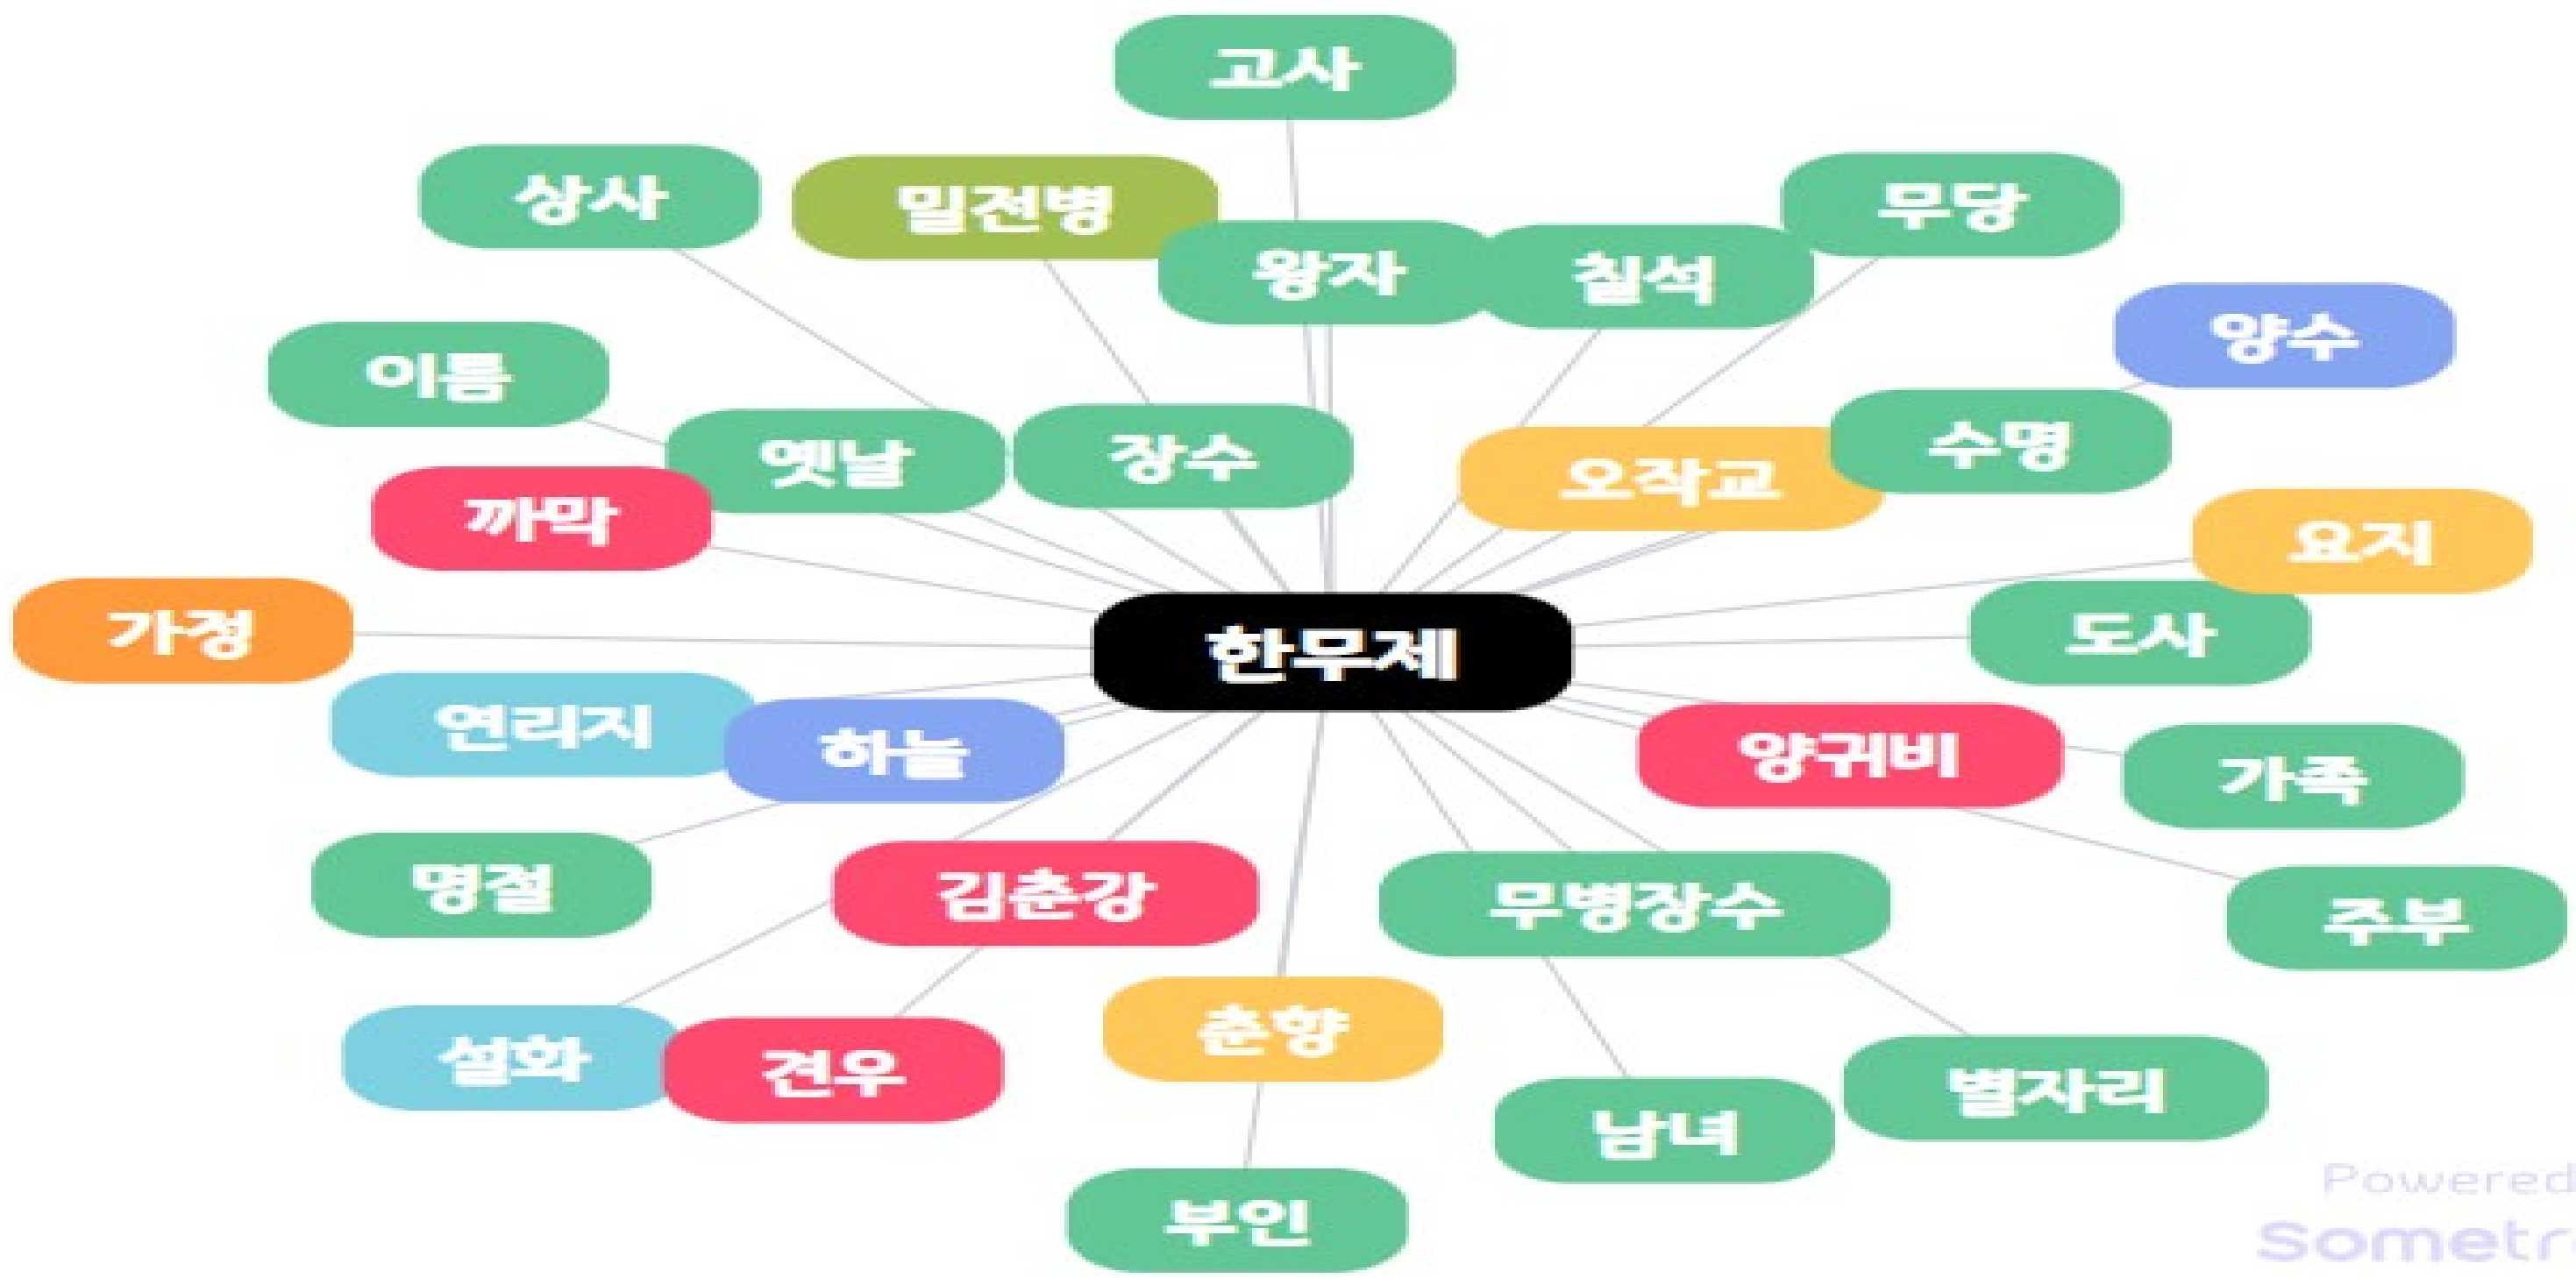 고사
상사
밀전병
무당
왕자
칠석
양수
이름
옛날
장수
오작교
수명
까막
요지
가정
한무제
도사
연리지
하늘
양귀비
가족
명절
김춘강
무병장수
주부
설화
견우
춘향
별자리
남녀
부인
Powered